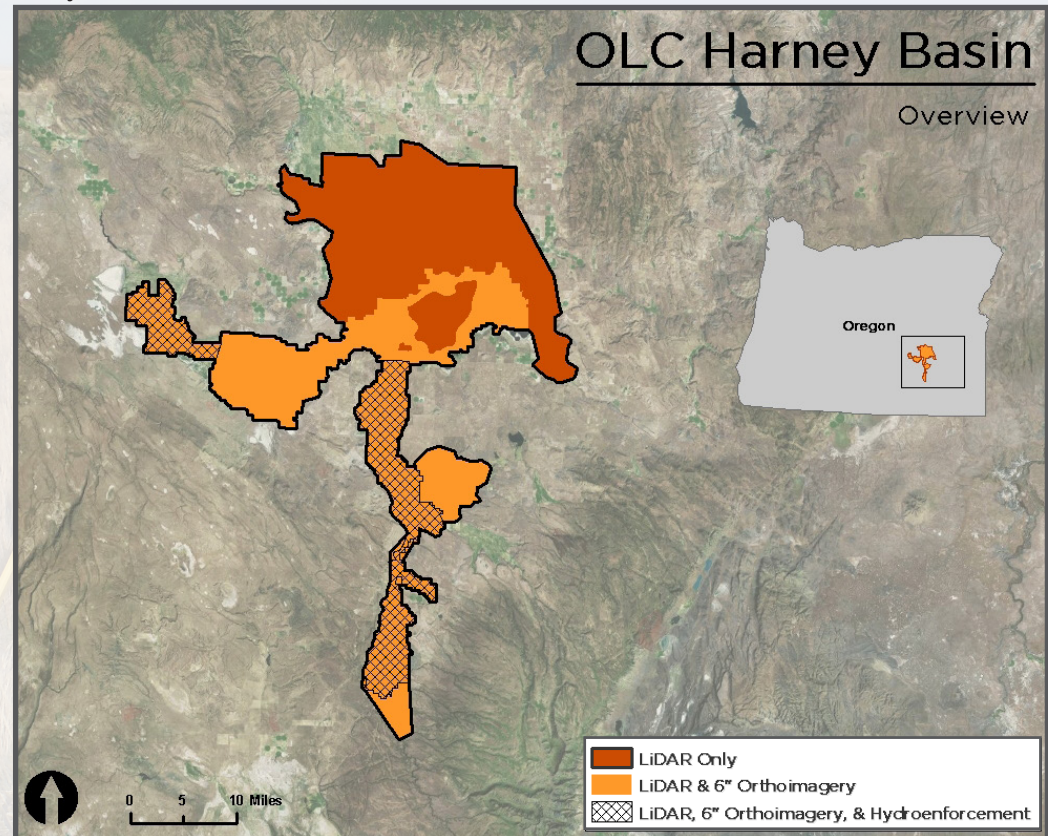 OLC Harney Basin
Overview
Oregon
LiDAR Only
LiDAR & 6" Orthoimagery
LiDAR, 6" Orthoimagery, & Hydroenforcement
0 5 10 Miles